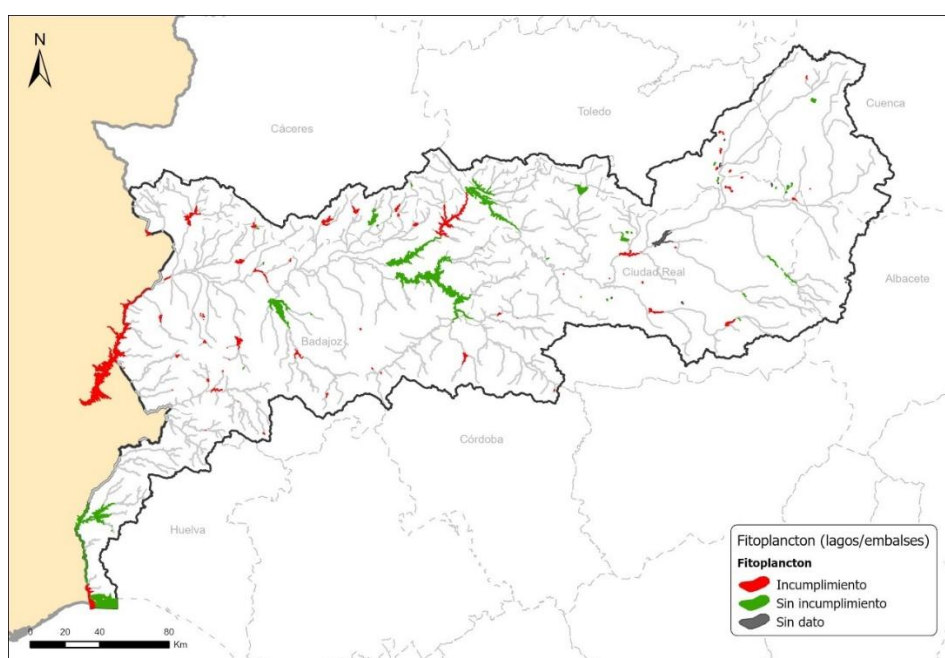 N
Cuenca
Toledo
Cáceres
Ciudad Real
Albacete
Badajoz
Córdoba
Huelva
Fitoplancton (lagos/embalses)
Fitoplancton
Incumplimiento
Sin incumplimiento
Sin dato
0 20 40 80
Km